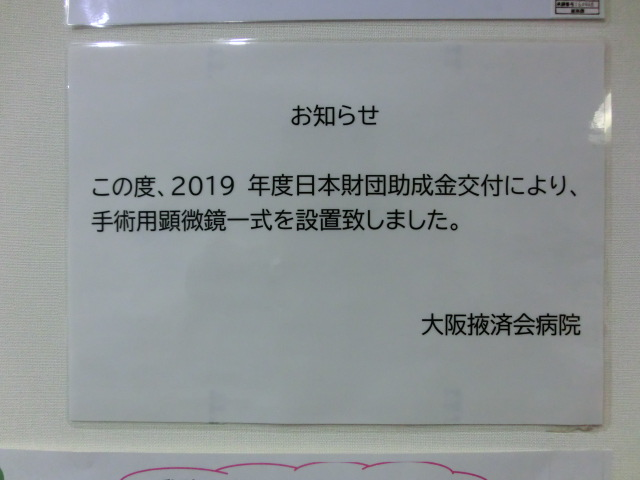 お知らせ
この度、2019 年度日本財団助成金交付により、
手術用顕微鏡一式を設置致しました。
大阪掖済会病院